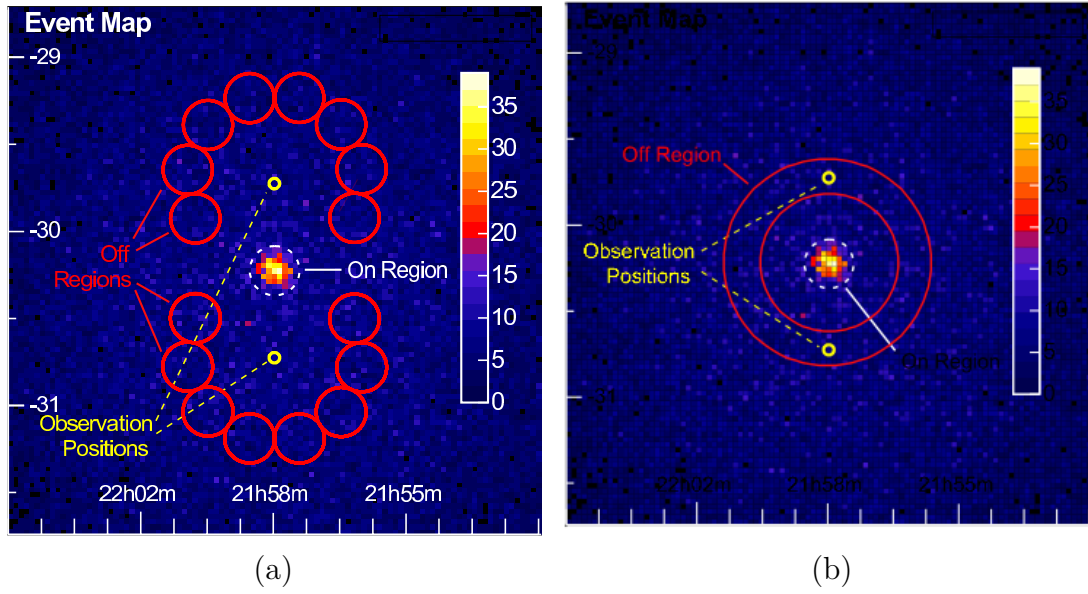 Event Map
-29
-30
-31
35
30
25
20
15
10
5
0
Off
Regions
On Region
Observation
Positions
22h02m
21h58m
21h55m
(a)
Event Map
-29
-30
-31
35
30
25
20
15
10
5
0
Off Region
Observation
Positions
On Region
22h02m
21h58m
21h55m
(b)